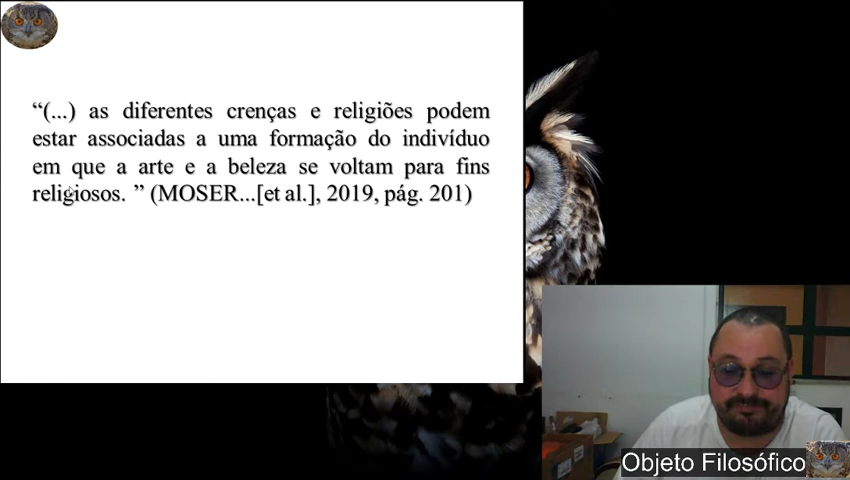 “(...) as diferentes crenças e religiões podem
estar associadas a uma formação do indivíduo
em que a arte e a beleza se voltam para fins
religiosos. ” (MOSER...[et al.], 2019, pág. 201)
Objeto Filosófico